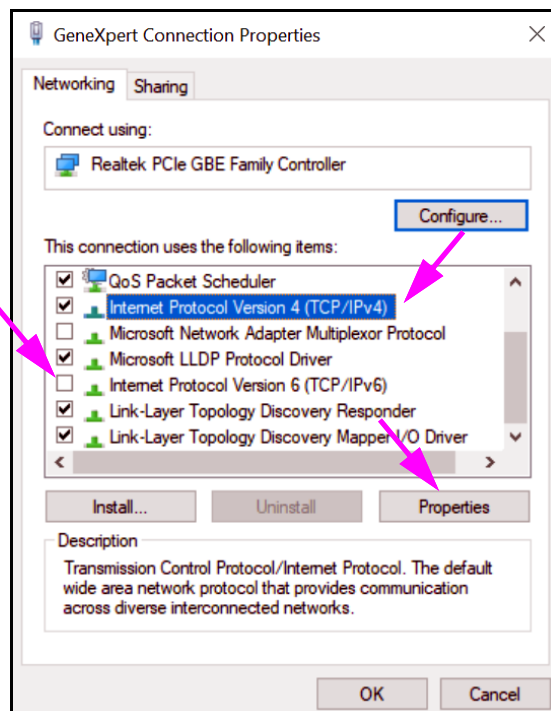 GeneXpert Connection Properties
Networking Sharing
Connect using:
Realtek PCIe GBE Family Controller
Configure...
This connection uses the following items:
QoS Packet Scheduler
Internet Protocol Version 4 (TCP/IPv4)
Microsoft Network Adapter Multiplexor Protocol
Microsoft LLDP Protocol Driver
Internet Protocol Version 6 (TCP/IPv6)
Link-Layer Topology Discovery Responder
Link-Layer Topology Discovery Mapper I/O Driver
Install... Uninstall Properties
Description
Transmission Control Protocol/Internet Protocol. The default
wide area network protocol that provides communication
across diverse interconnected networks.
OK Cancel